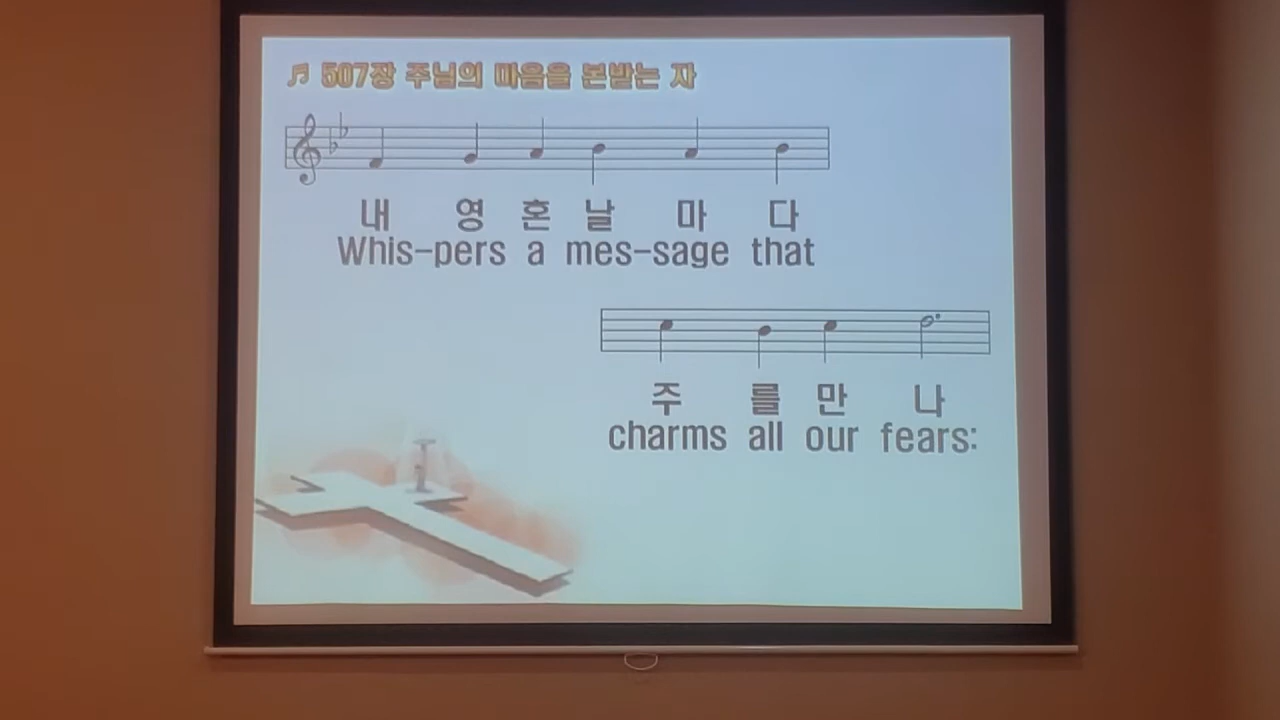 ♬ 507장 주님의 마음을 본받는 자
내 영 혼 날 마 다
Whis-pers a mes-sage that
주 를 만 나
charms all our fears: